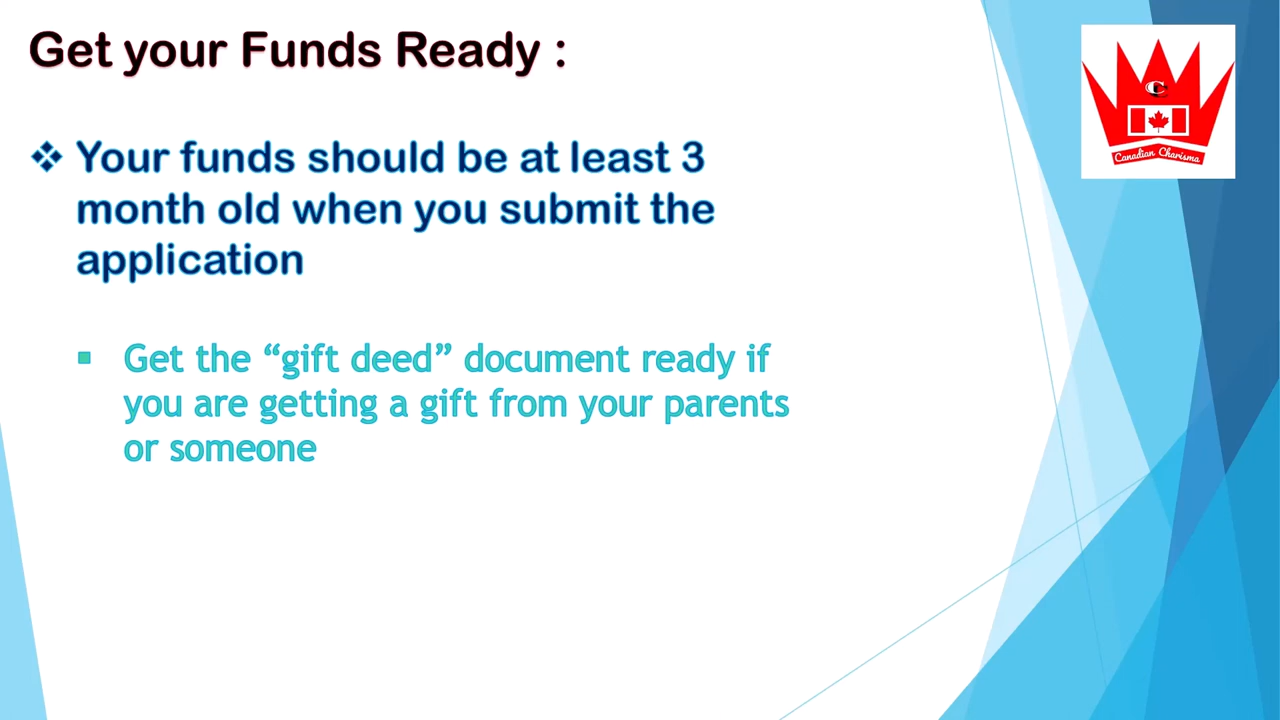 Get your Funds Ready :
Your funds should be at least 3
month old when you submit the
application
Get the “gift deed” document ready if
you are getting a gift from your parents
or someone
Canadian Charisma